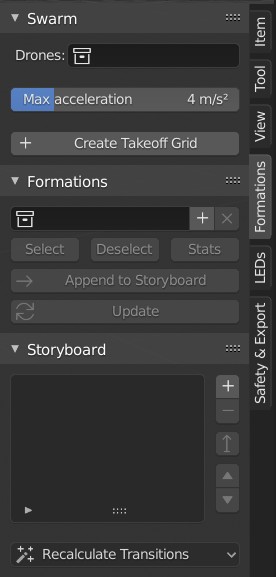 Swarm
Drones:
Max acceleration 4 m/s²
+ Create Takeoff Grid
Formations
Select Deselect Stats
Append to Storyboard
Update
Storyboard
Recalculate Transitions
Item
Tool
View
Formations
LEDs
Safety & Export